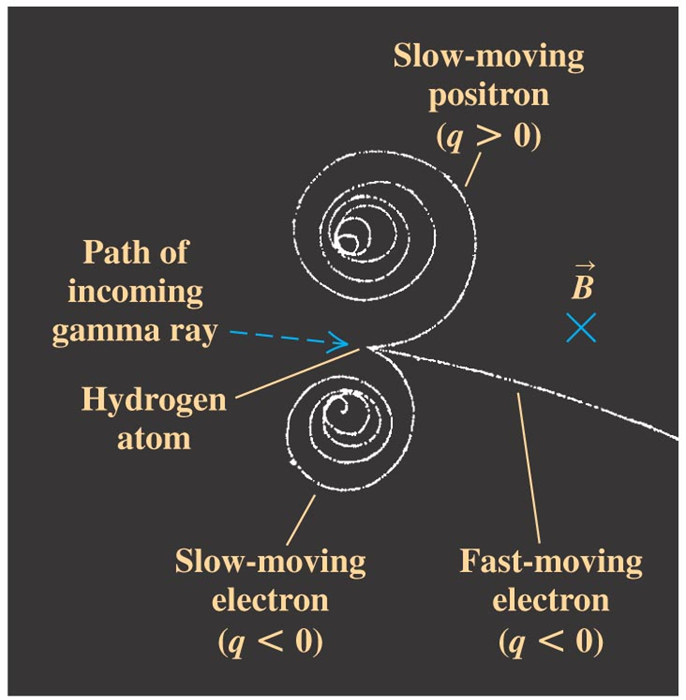 Slow-moving
positron
(q > 0)
Path of
incoming
gamma ray
B⃗
Hydrogen
atom
Slow-moving
electron
(q < 0)
Fast-moving
electron
(q < 0)